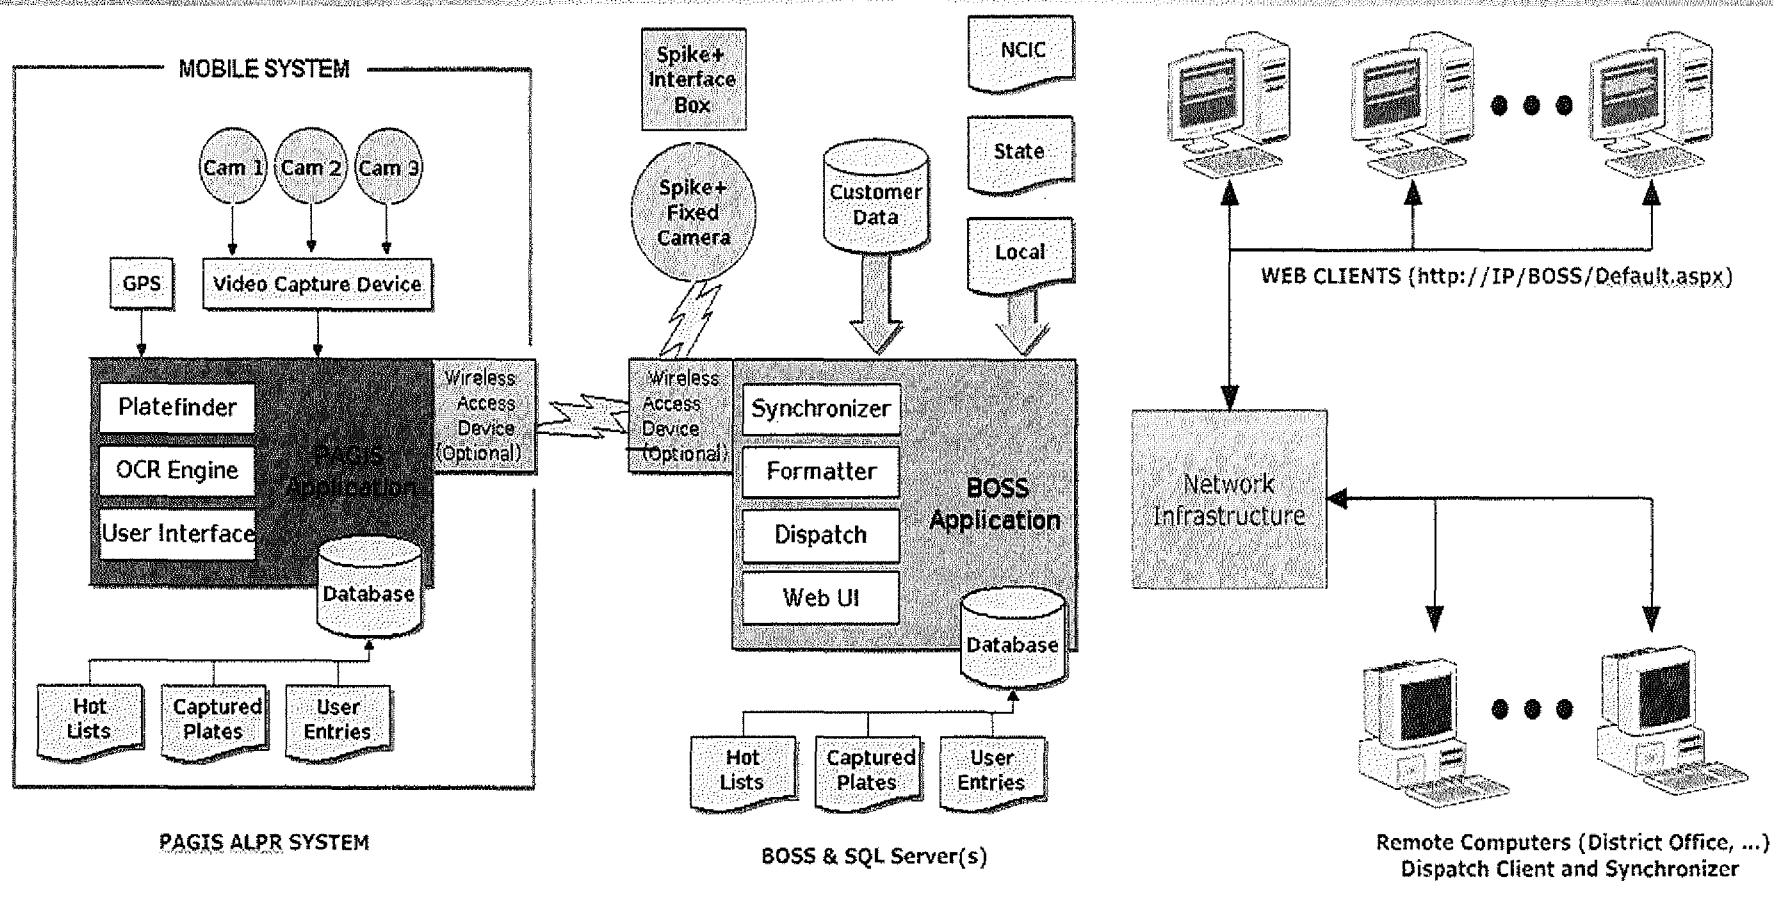 MOBILE SYSTEM
Cam 1
Cam 2
Cam 3
GPS
Video Capture Device
Platefinder
OCR Engine
User Interface
PAGIS
Application
Wireless
Access
Device
(Optional)
Database
Hot
Lists
Captured
Plates
User
Entries
PAGIS ALPR SYSTEM
Spike+
Interface
Box
Spike+
Fixed
Camera
Customer
Data
NCIC
State
Local
Wireless
Access
Device
(Optional)
Synchronizer
Formatter
Dispatch
Web UI
BOSS
Application
Database
Hot
Lists
Captured
Plates
User
Entries
BOSS & SQL Server(s)
WEB CLIENTS (http://IP/BOSS/Default.aspx)
Network
Infrastructure
Remote Computers (District Office, ...)
Dispatch Client and Synchronizer